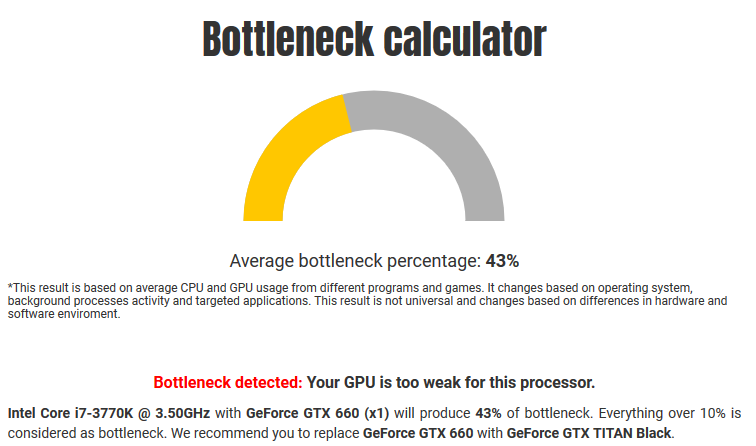 Bottleneck calculator
Average bottleneck percentage: 43%
*This result is based on average CPU and GPU usage from different programs and games. It changes based on operating system,
background processes activity and targeted applications. This result is not universal and changes based on differences in hardware and
software enviroment.
Bottleneck detected: Your GPU is too weak for this processor.
Intel Core i7-3770K @ 3.50GHz with GeForce GTX 660 (x1) will produce 43% of bottleneck. Everything over 10% is
considered as bottleneck. We recommend you to replace GeForce GTX 660 with GeForce GTX TITAN Black.